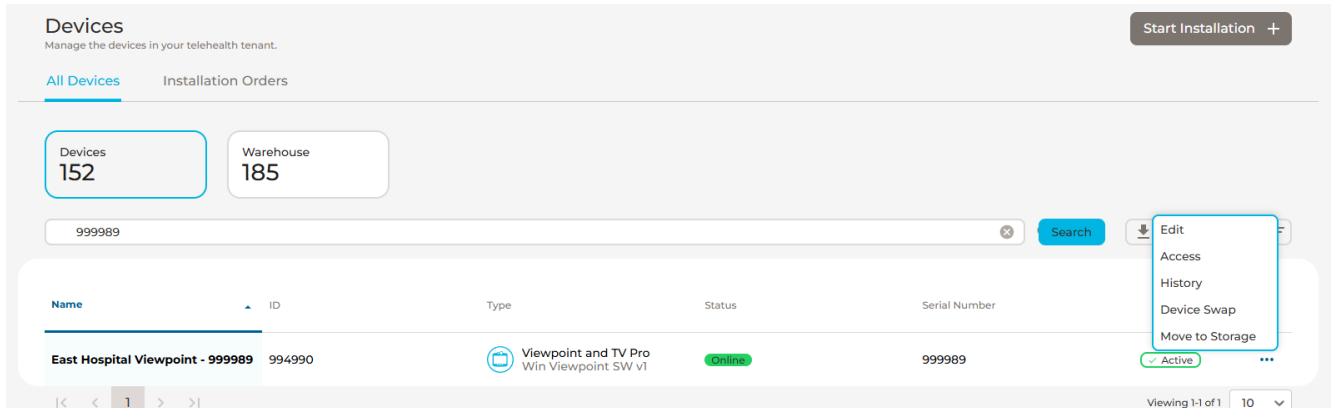 Devices
Manage the devices in your telehealth tenant.
Start Installation +
All Devices
Installation Orders
Devices
152
Warehouse
185
999989
Search
Edit
Access
History
Device Swap
Move to Storage
Name
ID
Type
Status
Serial Number
East Hospital Viewpoint - 999989
994990
Viewpoint and TV Pro
Win Viewpoint SW v1
Online
999989
Active
1
Viewing 1-1 of 1
10